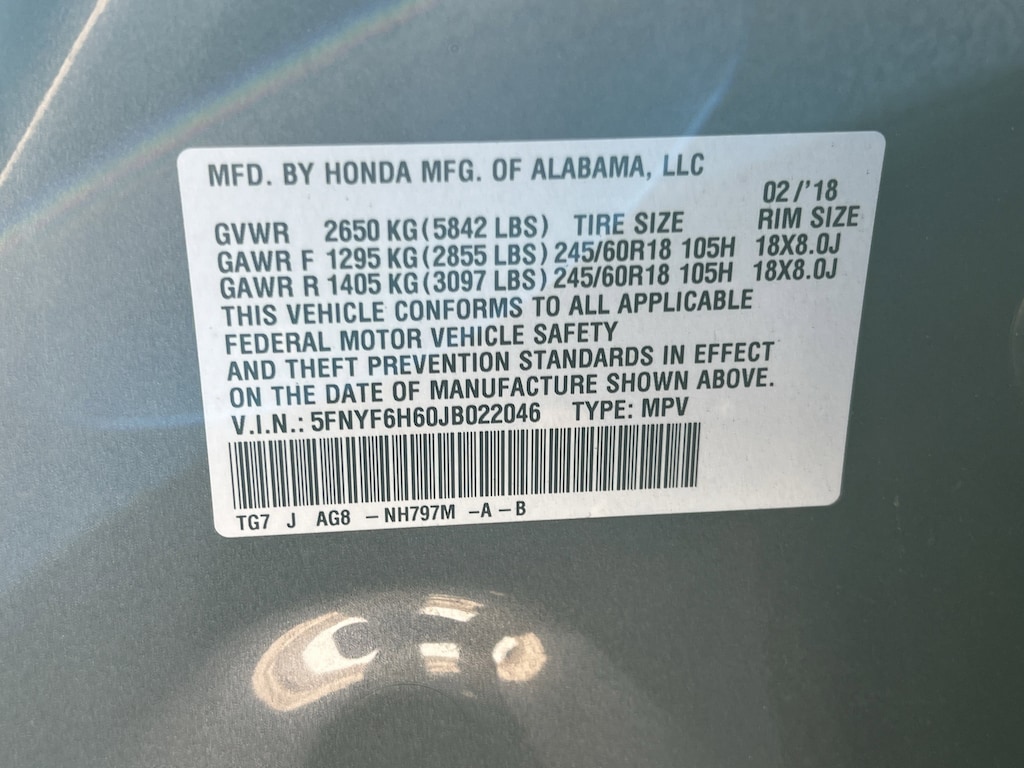 MFD. BY HONDA MFG. OF ALABAMA, LLC
02/'18
GVWR 2650 KG(5842 LBS) TIRE SIZE RIM SIZE
GAWR F 1295 KG(2855 LBS) 245/60R18 105H 18X8.0J
GAWR R 1405 KG(3097 LBS) 245/60R18 105H 18X8.0J
THIS VEHICLE CONFORMS TO ALL APPLICABLE
FEDERAL MOTOR VEHICLE SAFETY
AND THEFT PREVENTION STANDARDS IN EFFECT
ON THE DATE OF MANUFACTURE SHOWN ABOVE.
V.I.N.: 5FNYF6H60JB022046 TYPE: MPV
TG7 J AG8 -NH797M -A-B